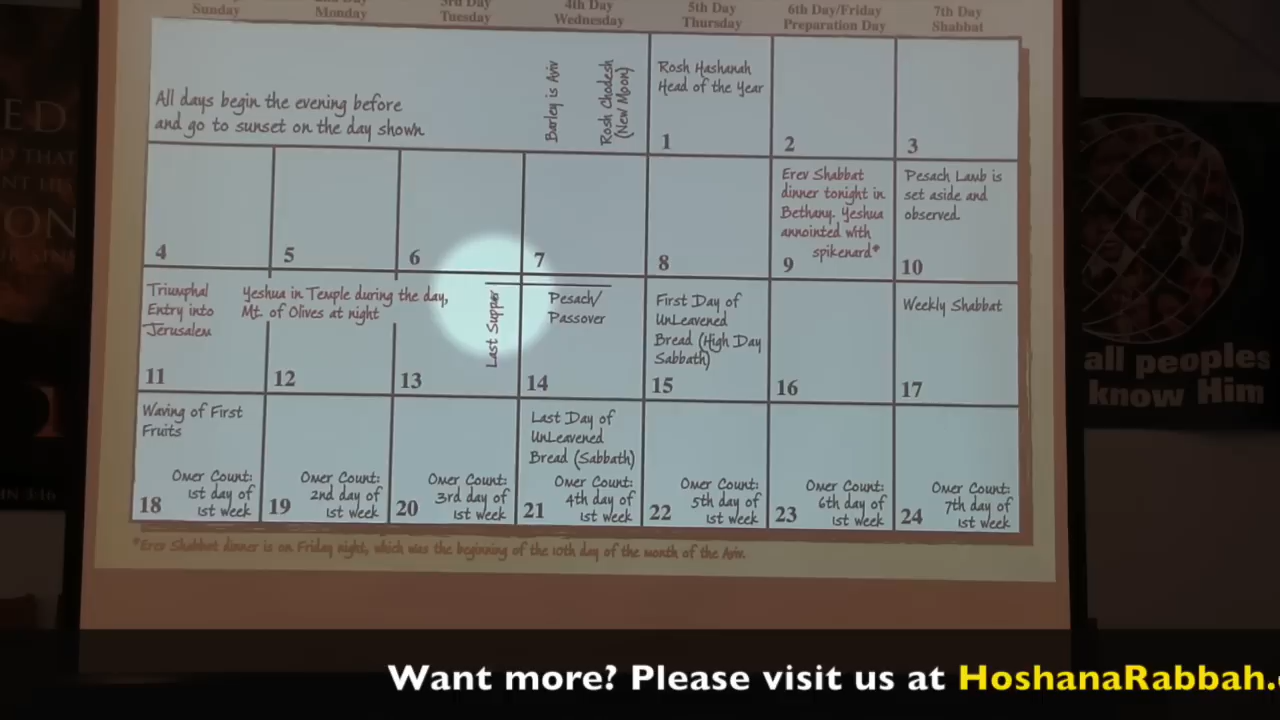 Sunday
Monday
3rd Day
Tuesday
4th Day
Wednesday
5th Day
Thursday
6th Day/Friday
Preparation Day
7th Day
Shabbat
All days begin the evening before
and go to sunset on the day shown
Barley is Aviv
Rosh Chodesh
(New Moon)
Rosh Hashanah
Head of the Year
1
2
3
4
5
6
7
8
Erev Shabbat
dinner tonight in
Bethany. Yeshua
annointed with
spikenard*
9
Pesach Lamb is
set aside and
observed.
10
Triumphal
Entry into
Jerusalem
11
Yeshua in Temple during the day,
Mt. of Olives at night
12
13
Last Supper
Pesach/
Passover
14
First Day of
UnLeavened
Bread (High Day
Sabbath)
15
16
Weekly Shabbat
17
Waving of First
Fruits
Omer Count:
1st day of
1st week
18
Omer Count:
2nd day of
1st week
19
Omer Count:
3rd day of
1st week
20
Last Day of
UnLeavened
Bread (Sabbath)
Omer Count:
4th day of
1st week
21
Omer Count:
5th day of
1st week
22
Omer Count:
6th day of
1st week
23
Omer Count:
7th day of
1st week
24
*Erev Shabbat dinner is on Friday night, which was the beginning of the 10th day of the month of the Aviv.
all peoples
know Him
Want more? Please visit us at HoshanaRabbah.